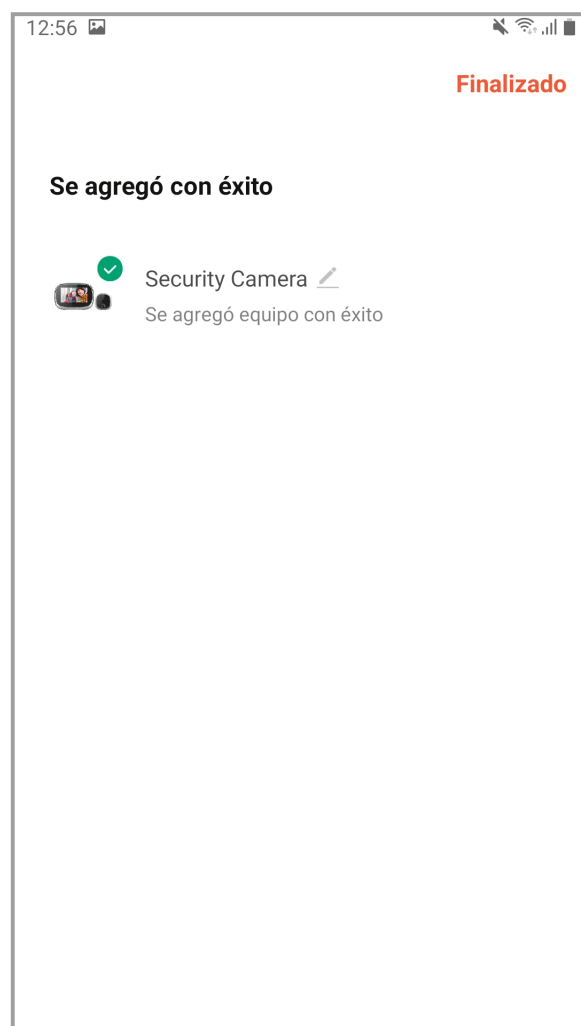 12:56
Finalizado
Se agregó con éxito
Security Camera
Se agregó equipo con éxito